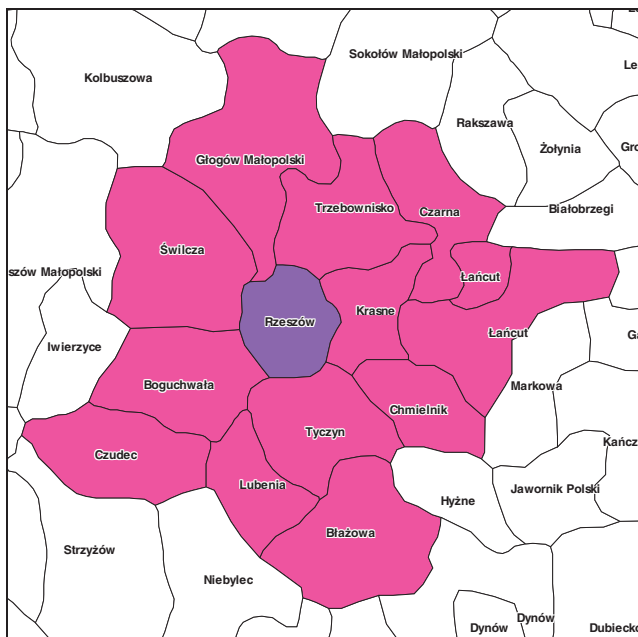 Sokołów Małopolski
Le
Kolbuszowa
Rakszawa
Żołynia
Gro
Głogów Małopolski
Trzebownisko
Czarna
Białobrzegi
Świlcza
szów Małopolski
Łańcut
Krasne
Rzeszów
Łańcut
Ga
Iwierzyce
Boguchwała
Markowa
Chmielnik
Tyczyn
Kańcz
Czudec
Lubenia
Jawornik Polski
Hyżne
Błażowa
Strzyżów
Niebylec
Dynów
Dynów
Dubiecko